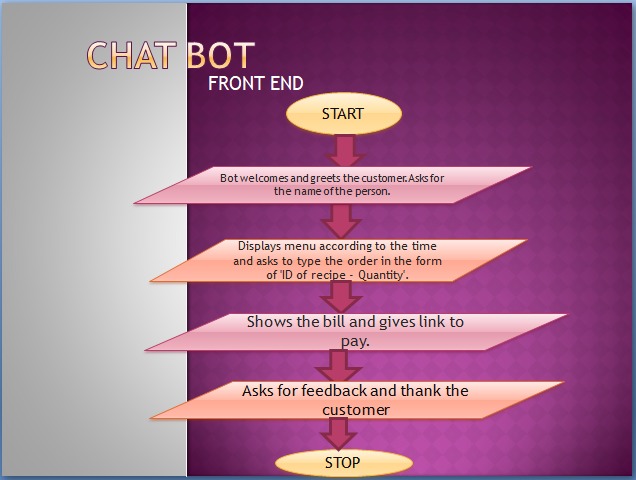 CHAT BOT
FRONT END
START
Bot welcomes and greets the customer.Asks for
the name of the person.
Displays menu according to the time
and asks to type the order in the form
of 'ID of recipe - Quantity'.
Shows the bill and gives link to
pay.
Asks for feedback and thank the
customer
STOP